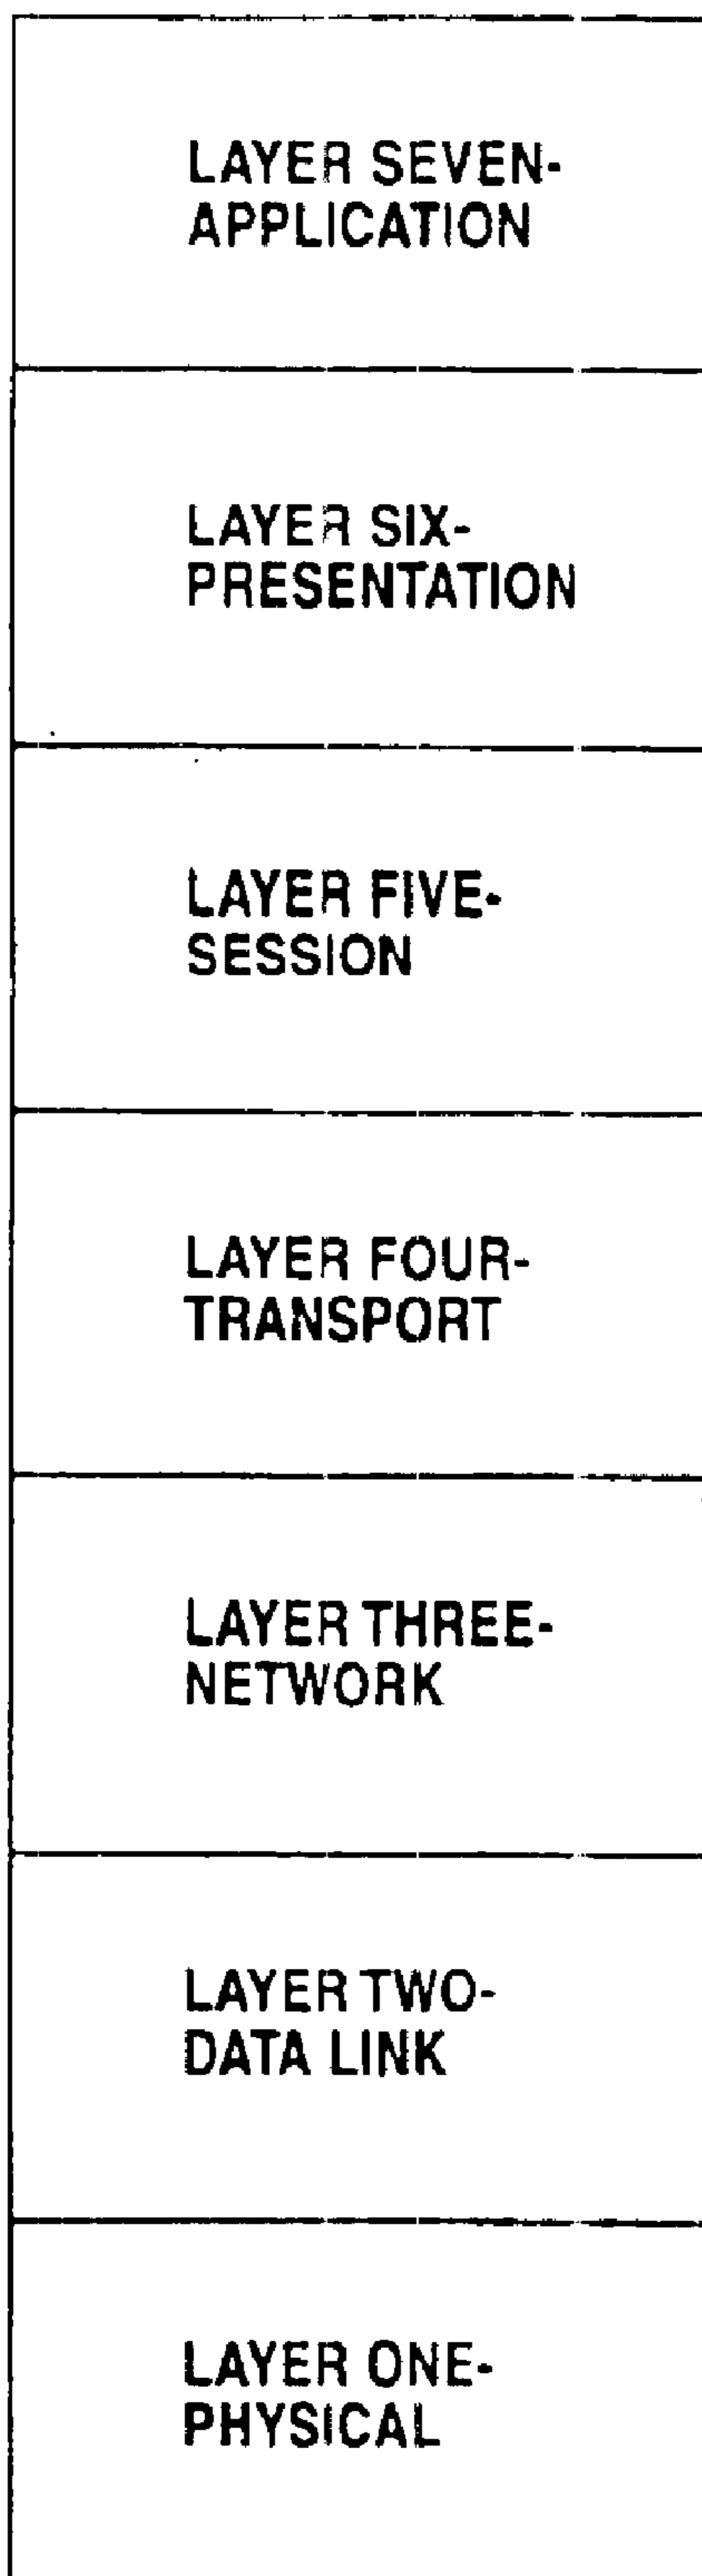 LAYER SEVEN-
APPLICATION
LAYER SIX-
PRESENTATION
LAYER FIVE-
SESSION
LAYER FOUR-
TRANSPORT
LAYER THREE-
NETWORK
LAYER TWO-
DATA LINK
LAYER ONE-
PHYSICAL